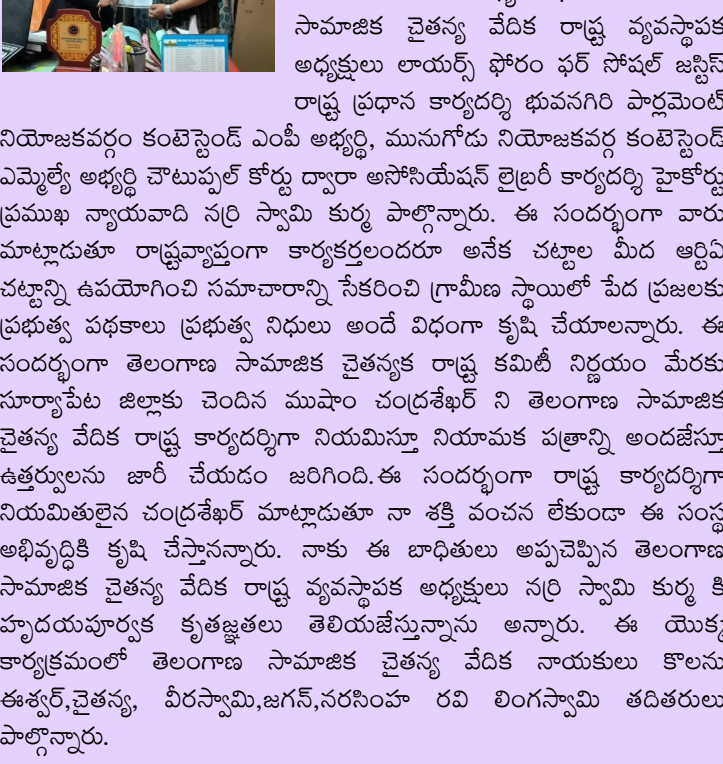 సామాజిక చైతన్య వేదిక రాష్ట్ర వ్యవస్థాపక
అధ్యక్షులు లాయర్స్ ఫోరం ఫర్ సోషల్ జస్టిస్
రాష్ట్ర ప్రధాన కార్యదర్శి భువనగిరి పార్లమెంట్
నియోజకవర్గం కంటెస్టెండ్ ఎంపీ అభ్యర్థి, మునుగోడు నియోజకవర్గ కంటెస్టెండ్
ఎమ్మెల్యే అభ్యర్థి చౌటుప్పల్ కోర్టు ద్వారా అసోసియేషన్ లైబ్రరీ కార్యదర్శి హైకోర్టు
ప్రముఖ న్యాయవాది నర్రి స్వామి కుర్మ పాల్గొన్నారు. ఈ సందర్భంగా వారు
మాట్లాడుతూ రాష్ట్రవ్యాప్తంగా కార్యకర్తలందరూ అనేక చట్టాల మీద ఆర్టిఏ
చట్టాన్ని ఉపయోగించి సమాచారాన్ని సేకరించి గ్రామీణ స్థాయిలో పేద ప్రజలకు
ప్రభుత్వ పథకాలు ప్రభుత్వ నిధులు అందే విధంగా కృషి చేయాలన్నారు. ఈ
సందర్భంగా తెలంగాణ సామాజిక చైతన్యక రాష్ట్ర కమిటీ నిర్ణయం మేరకు
సూర్యాపేట జిల్లాకు చెందిన ముషాం చంద్రశేఖర్ ని తెలంగాణ సామాజిక
చైతన్య వేదిక రాష్ట్ర కార్యదర్శిగా నియమిస్తూ నియామక పత్రాన్ని అందజేస్తూ
ఉత్తర్వులను జారీ చేయడం జరిగింది.ఈ సందర్భంగా రాష్ట్ర కార్యదర్శిగా
నియమితులైన చంద్రశేఖర్ మాట్లాడుతూ నా శక్తి వంచన లేకుండా ఈ సంస్థ
అభివృద్ధికి కృషి చేస్తానన్నారు. నాకు ఈ బాధితులు అప్పచెప్పిన తెలంగాణ
సామాజిక చైతన్య వేదిక రాష్ట్ర వ్యవస్థాపక అధ్యక్షులు నర్రి స్వామి కుర్మ కి
హృదయపూర్వక కృతజ్ఞతలు తెలియజేస్తున్నాను అన్నారు. ఈ యొక్క
కార్యక్రమంలో తెలంగాణ సామాజిక చైతన్య వేదిక నాయకులు కొలను
ఈశ్వర్,చైతన్య, వీరస్వామి,జగన్,నరసింహ రవి లింగస్వామి తదితరులు
పాల్గొన్నారు.